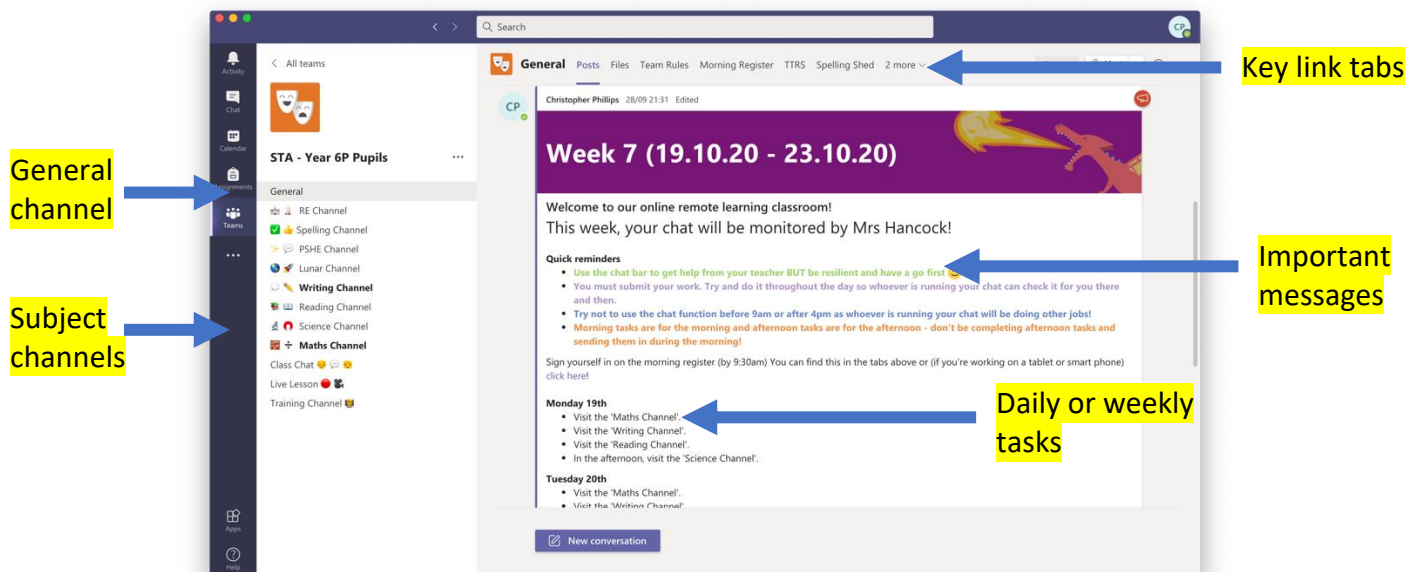 Search
CP
Activity
Chat
Calendar
Assignments
Teams
Apps
Help
General
channel
Subject
channels
All teams
STA - Year 6P Pupils
General
RE Channel
Spelling Channel
PSHE Channel
Lunar Channel
Writing Channel
Reading Channel
Science Channel
Maths Channel
Class Chat
Live Lesson
Training Channel
General Posts Files Team Rules Morning Register TTRS Spelling Shed 2 more
Key link tabs
CP
Christopher Phillips 28/09 21:31 Edited
Week 7 (19.10.20 - 23.10.20)
Welcome to our online remote learning classroom!
This week, your chat will be monitored by Mrs Hancock!
Quick reminders
• Use the chat bar to get help from your teacher BUT be resilient and have a go first
• You must submit your work. Try and do it throughout the day so whoever is running your chat can check it for you there
and then.
• Try not to use the chat function before 9am or after 4pm as whoever is running your chat will be doing other jobs!
• Morning tasks are for the morning and afternoon tasks are for the afternoon - don't be completing afternoon tasks and
sending them in during the morning!
Important
messages
Sign yourself in on the morning register (by 9:30am) You can find this in the tabs above or (if you're working on a tablet or smart phone)
click here!
Monday 19th
• Visit the 'Maths Channel'.
• Visit the 'Writing Channel'.
• Visit the 'Reading Channel'.
• In the afternoon, visit the 'Science Channel'.
Daily or weekly
tasks
Tuesday 20th
• Visit the 'Maths Channel'.
• Visit the 'Writing Channel'
New conversation